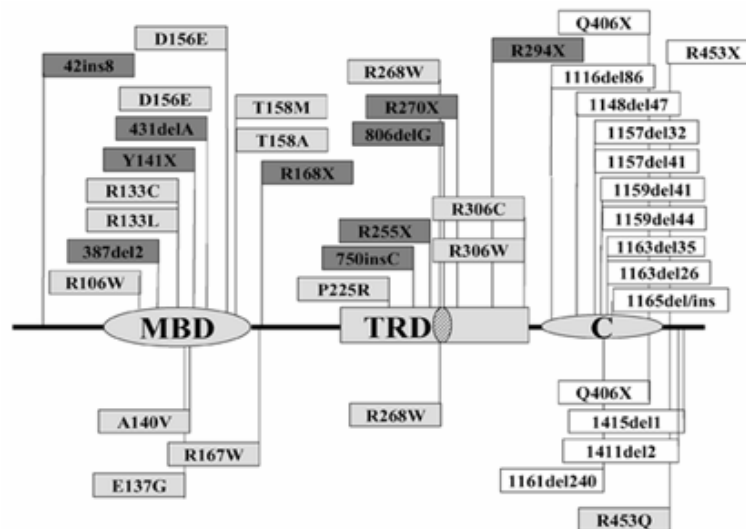 Q406X
D156E
R294X
R453X
42ins8
R268W
1116del86
D156E
T158M
R270X
1148del47
431delA
T158A
806delG
1157del32
Y141X
R168X
1157del41
R133C
1159del41
R133L
R306C
1159del44
387del2
R255X
R306W
1163del35
R106W
750insC
1163del26
P225R
1165del/ins
MBD
TRD
C
Q406X
A140V
R268W
1415del1
R167W
1411del2
E137G
1161del240
R453Q